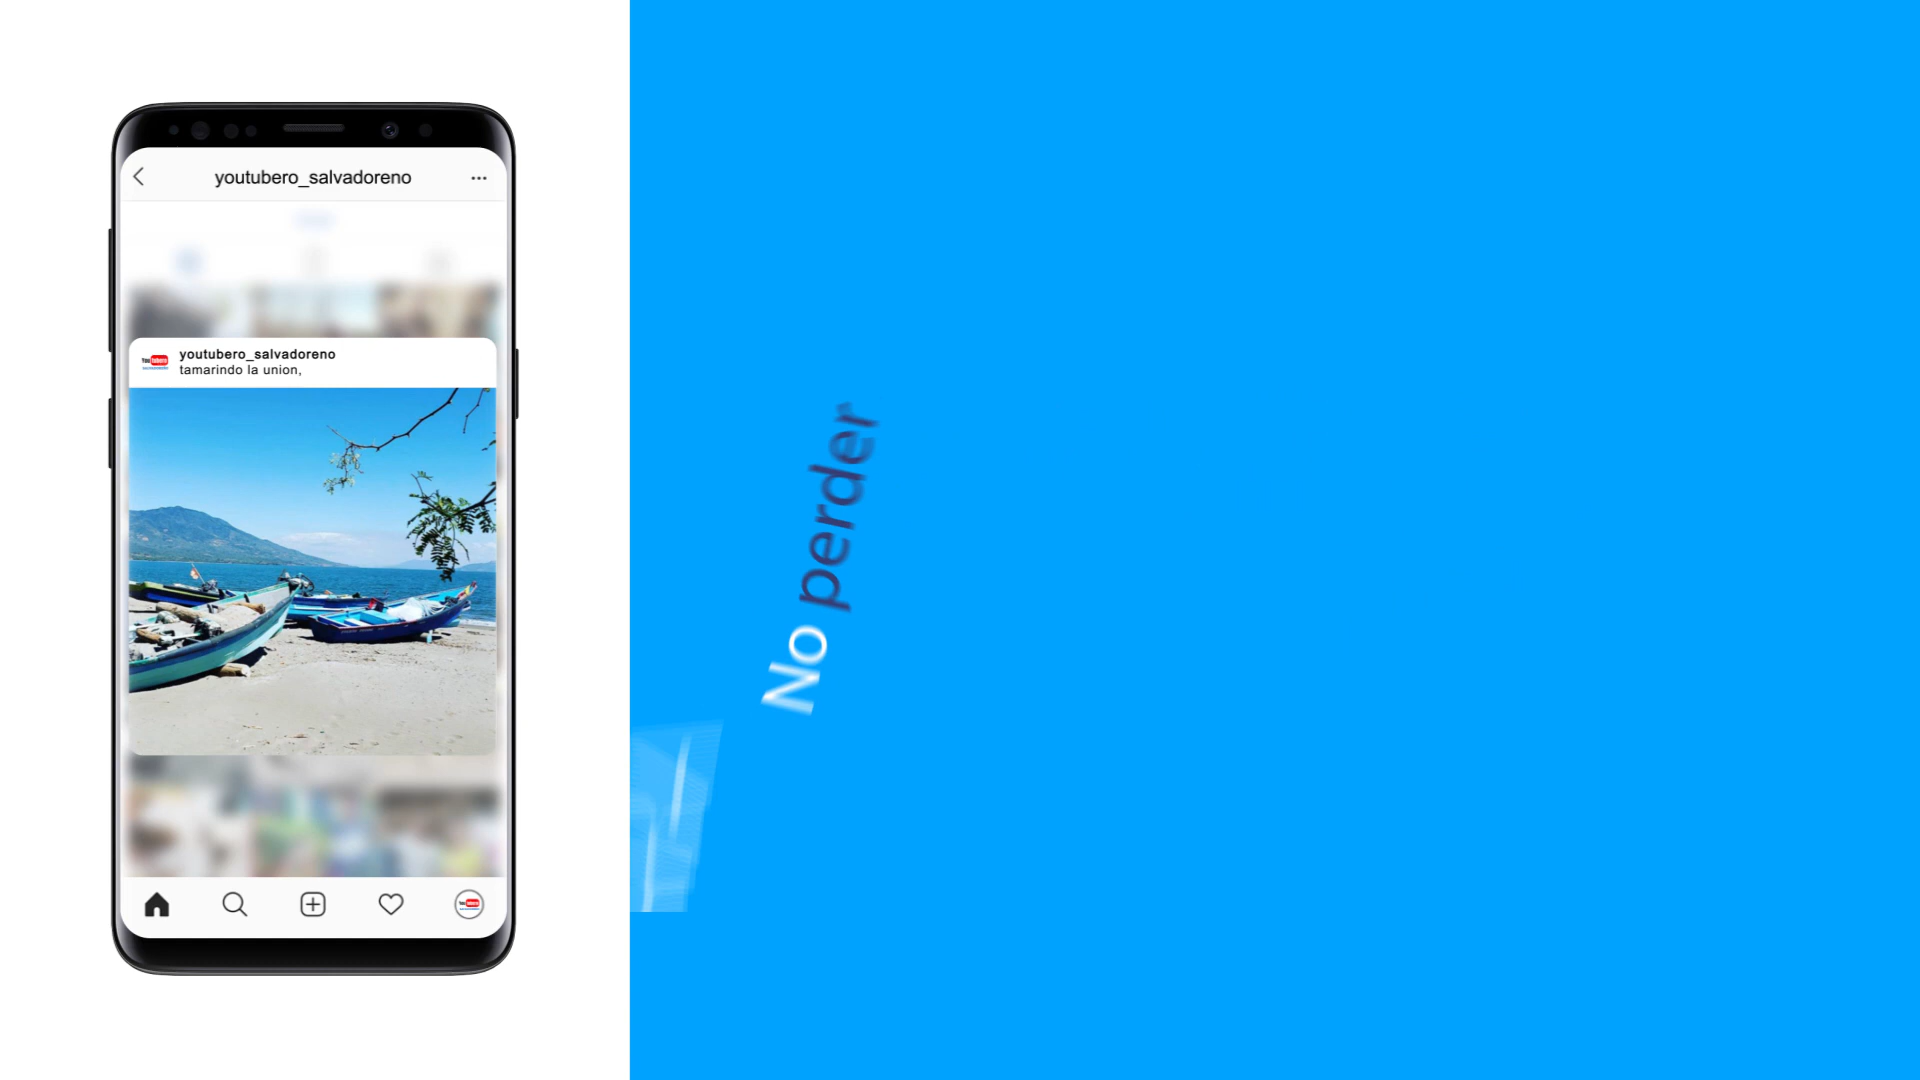 youtubero_salvadoreno
youtubero_salvadoreno
tamarindo la union,
No perder